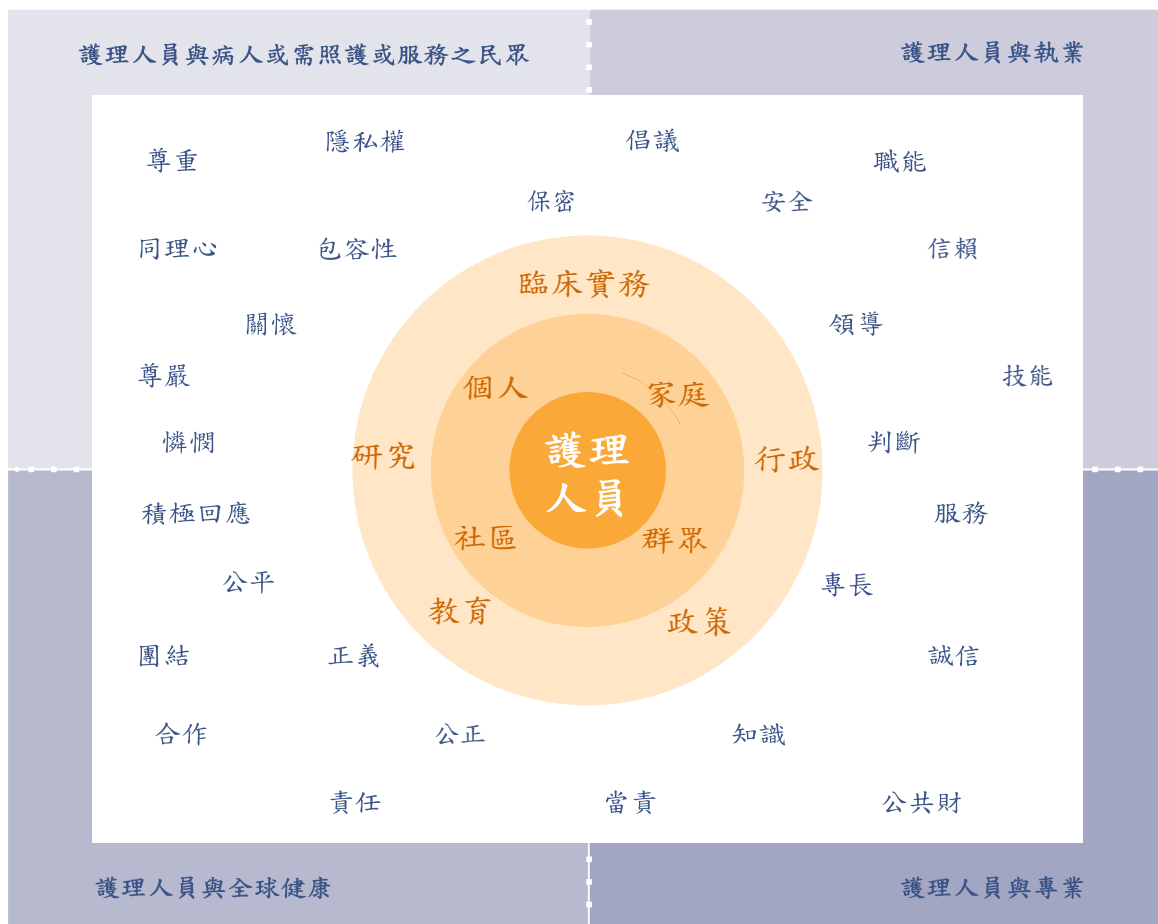 護理人員與病人或需照護或服務之民眾
護理人員與執業
隱私權
倡議
尊重
職能
保密
安全
同理心
包容性
信賴
臨床實務
關懷
領導
尊嚴
個人
家庭
技能
憐憫
研究
護理
人員
行政
判斷
積極回應
社區
群眾
服務
公平
專長
教育
政策
團結
正義
誠信
合作
公正
知識
責任
當責
公共財
護理人員與全球健康
護理人員與專業